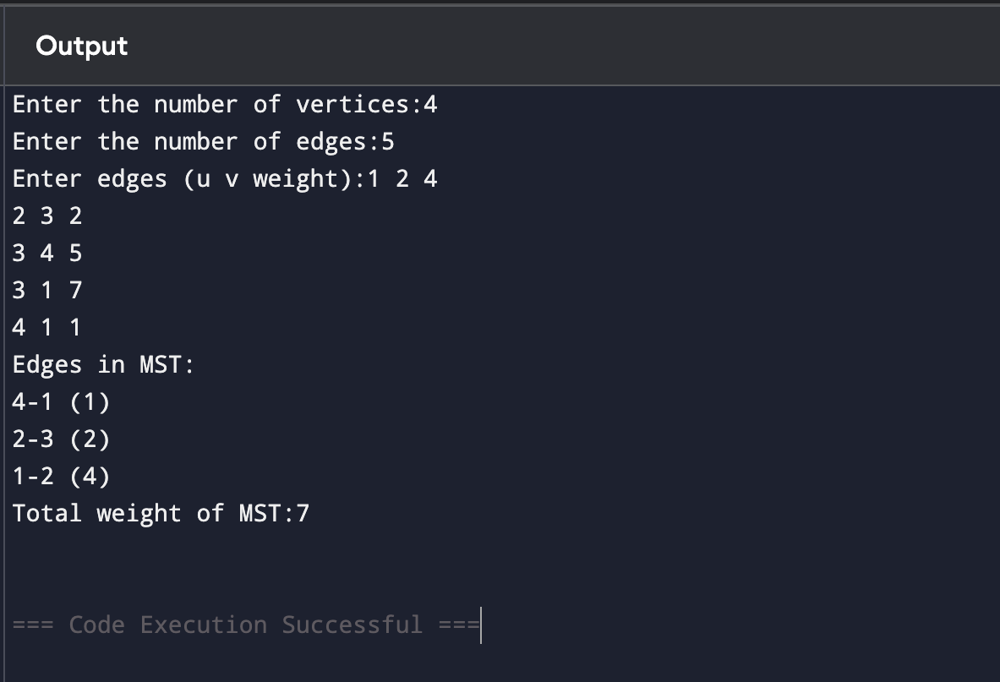 Output
Enter the number of vertices:4
Enter the number of edges:5
Enter edges (u v weight):1 2 4
2 3 2
3 4 5
3 1 7
4 1 1
Edges in MST:
4-1 (1)
2-3 (2)
1-2 (4)
Total weight of MST:7
=== Code Execution Successful ===